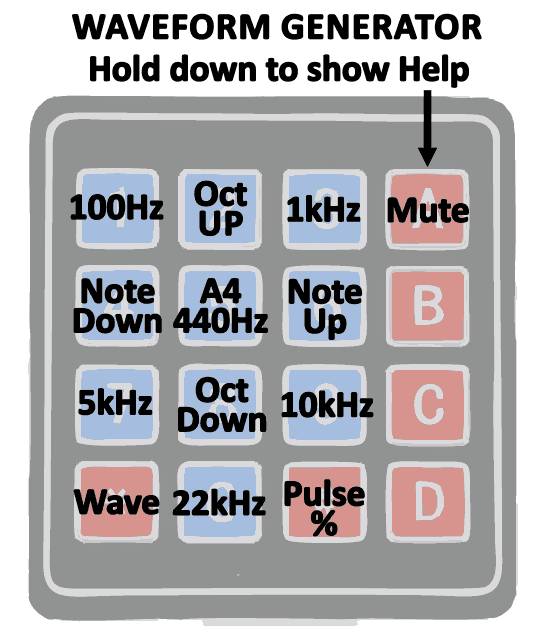 WAVEFORM GENERATOR
Hold down to show Help
100Hz
Oct
UP
1kHz
Mute
A
Note
Down
A4
440Hz
Note
Up
B
5kHz
Oct
Down
10kHz
C
Wave
22kHz
Pulse
%
D